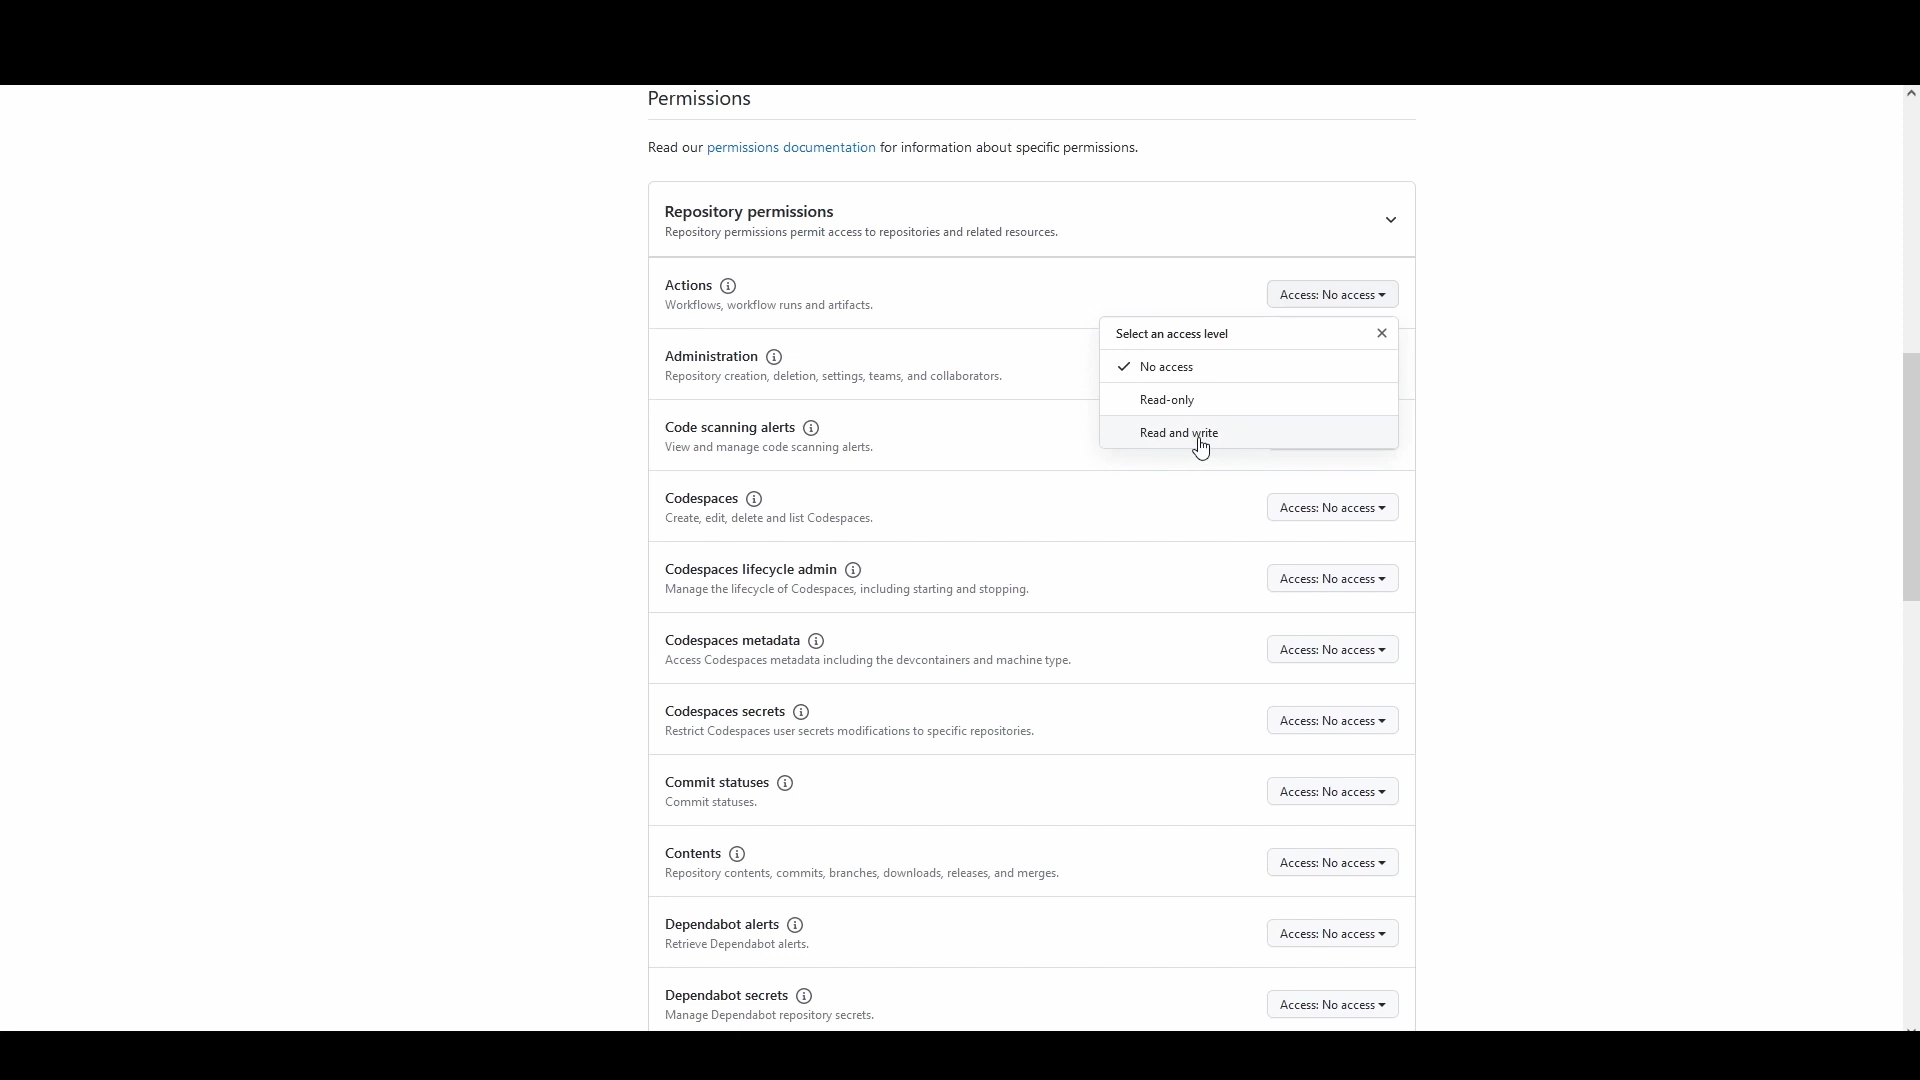 Permissions
Read our permissions documentation for information about specific permissions.
Repository permissions
Repository permissions permit access to repositories and related resources.
Actions
Workflows, workflow runs and artifacts.
Access: No access
Select an access level
No access
Read-only
Read and write
Administration
Repository creation, deletion, settings, teams, and collaborators.
Code scanning alerts
View and manage code scanning alerts.
Codespaces
Create, edit, delete and list Codespaces.
Access: No access
Codespaces lifecycle admin
Manage the lifecycle of Codespaces, including starting and stopping.
Access: No access
Codespaces metadata
Access Codespaces metadata including the devcontainers and machine type.
Access: No access
Codespaces secrets
Restrict Codespaces user secrets modifications to specific repositories.
Access: No access
Commit statuses
Commit statuses.
Access: No access
Contents
Repository contents, commits, branches, downloads, releases, and merges.
Access: No access
Dependabot alerts
Retrieve Dependabot alerts.
Access: No access
Dependabot secrets
Manage Dependabot repository secrets.
Access: No access